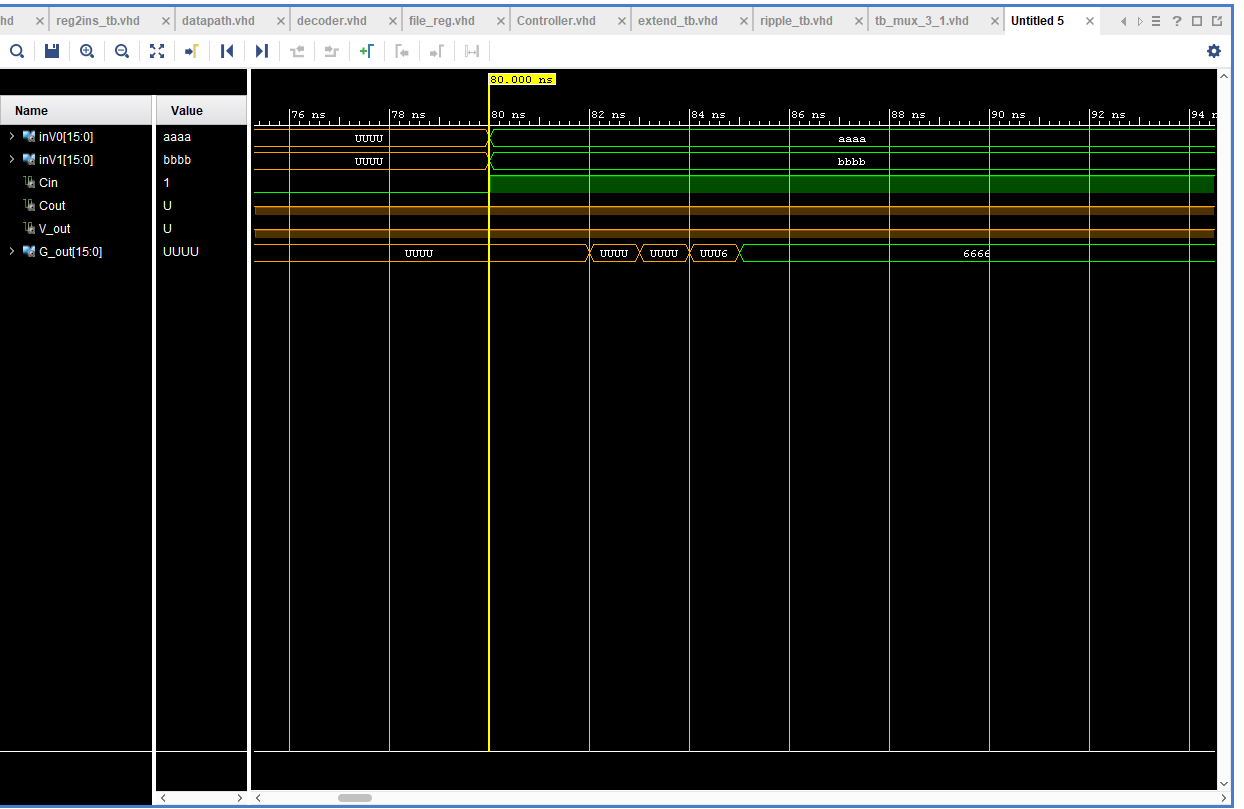 hd reg2ins_tb.vhd datapath.vhd decoder.vhd file_reg.vhd Controller.vhd extend_tb.vhd ripple_tb.vhd tb_mux_3_1.vhd Untitled 5
80.000 ns
Name Value 76 ns 78 ns 80 ns 82 ns 84 ns 86 ns 88 ns 90 ns 92 ns 94 n
inV0[15:0] aaaa UUUU aaaa
inV1[15:0] bbbb UUUU bbbb
Cin 1
Cout U
V_out U
G_out[15:0] UUUU UUUU UUUU UUUU UUU6 6666